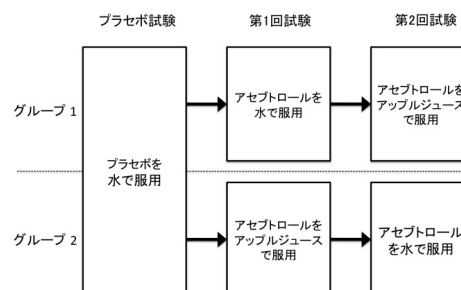 プラセボ試験
第1回試験
第2回試験
グループ 1
アセブトロールを
水で服用
アセブトロールを
アップルジュース
で服用
プラセボを
水で服用
グループ 2
アセブトロールを
アップルジュース
で服用
アセブトロール
を水で服用